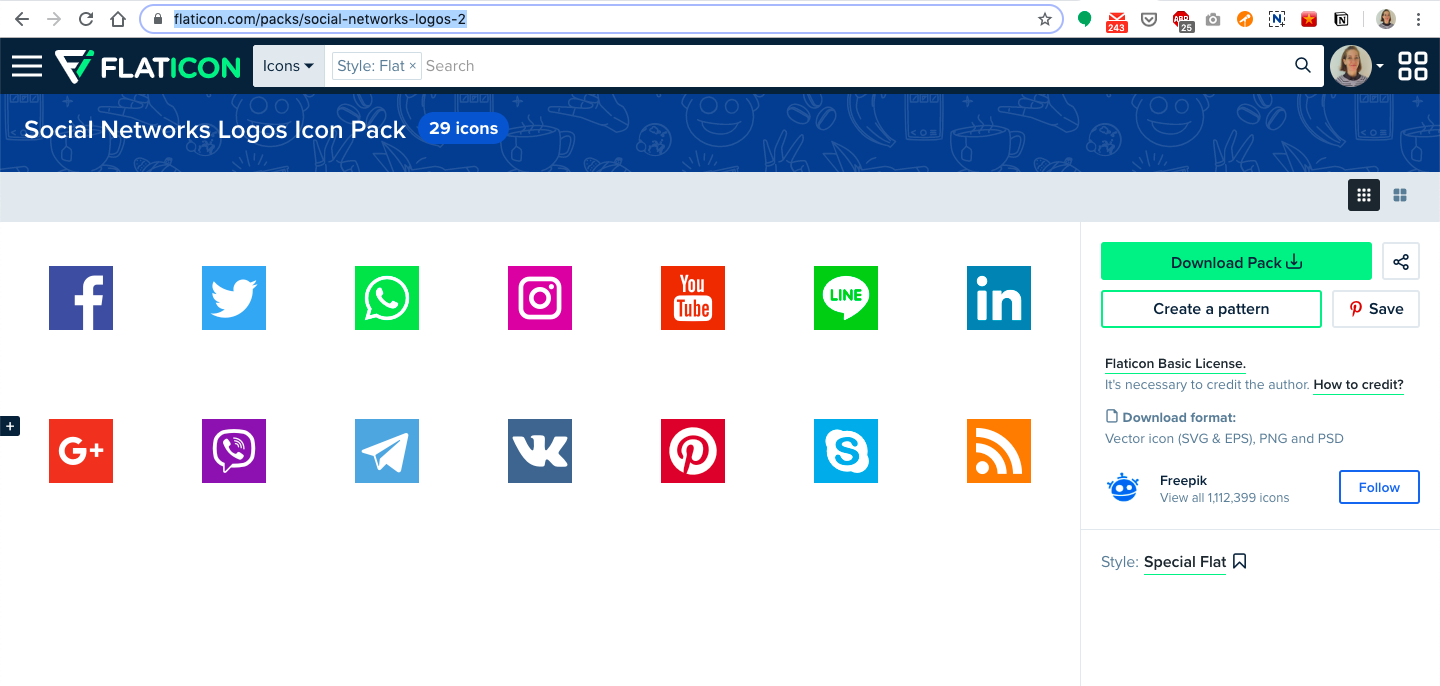 flaticon.com/packs/social-networks-logos-2
243
ABP
25
N
N
FLATICON
Icons
Style: Flat ×
Search
Social Networks Logos Icon Pack
29 icons
Download Pack
Create a pattern
Save
f
You
Tube
LINE
in
Flaticon Basic License.
It's necessary to credit the author. How to credit?
Download format:
Vector icon (SVG & EPS), PNG and PSD
+
G+
VK
S
Freepik
View all 1,112,399 icons
Follow
Style: Special Flat